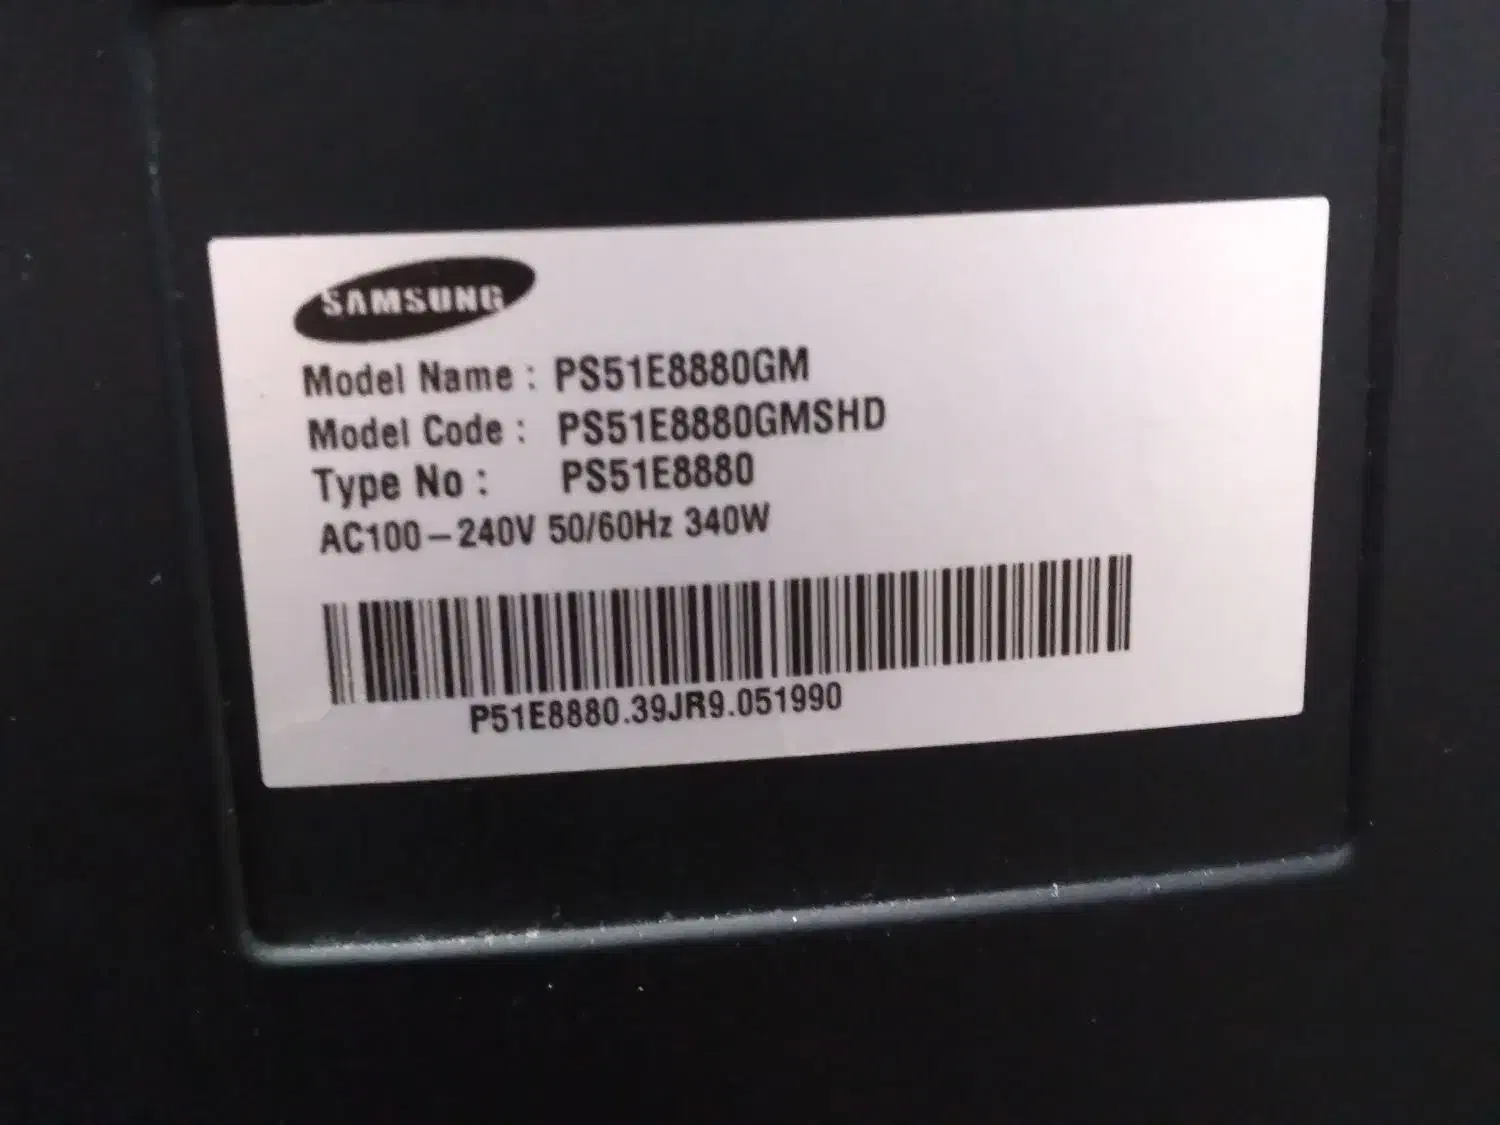 SAMSUNG
Model Name : PS51E8880GM
Model Code : PS51E8880GMSHD
Type No : PS51E8880
AC100-240V 50/60Hz 340W
P51E8880.39JR9.051990